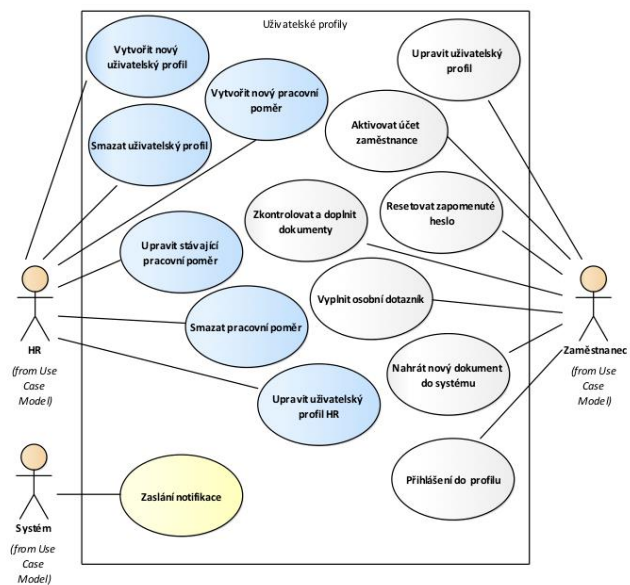 Uživatelské profily
Vytvořit nový
uživatelský profil
Upravit uživatelský
profil
Vytvořit nový pracovní
poměr
Aktivovat účet
zaměstnance
Smazat uživatelský profil
Zkontrolovat a doplnit
dokumenty
Resetovat zapomenuté
heslo
Upravit stávající
pracovní poměr
Vyplnit osobní dotazník
Smazat pracovní poměr
HR
(from Use
Case
Model)
Zaměstnanec
(from Use
Case
Model)
Nahrát nový dokument
do systému
Upravit uživatelský
profil HR
Přihlášení do profilu
Zaslání notifikace
Systém
(from Use
Case
Model)